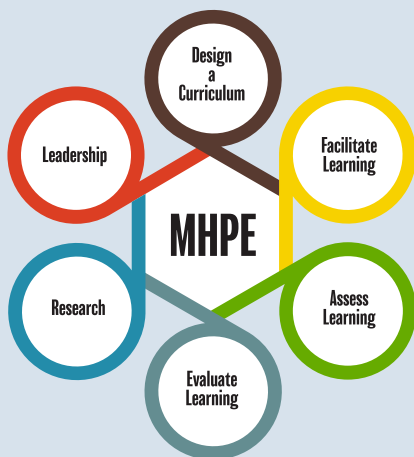 Design
a
Curriculum
Leadership
Facilitate
Learning
MHPE
Research
Assess
Learning
Evaluate
Learning